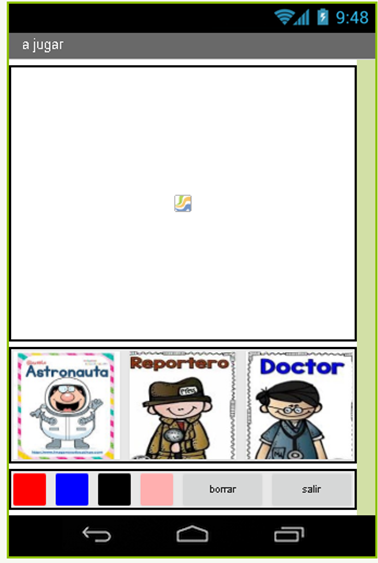 9:48
a jugar
Astronauta
Reportero
Doctor
borrar
salir